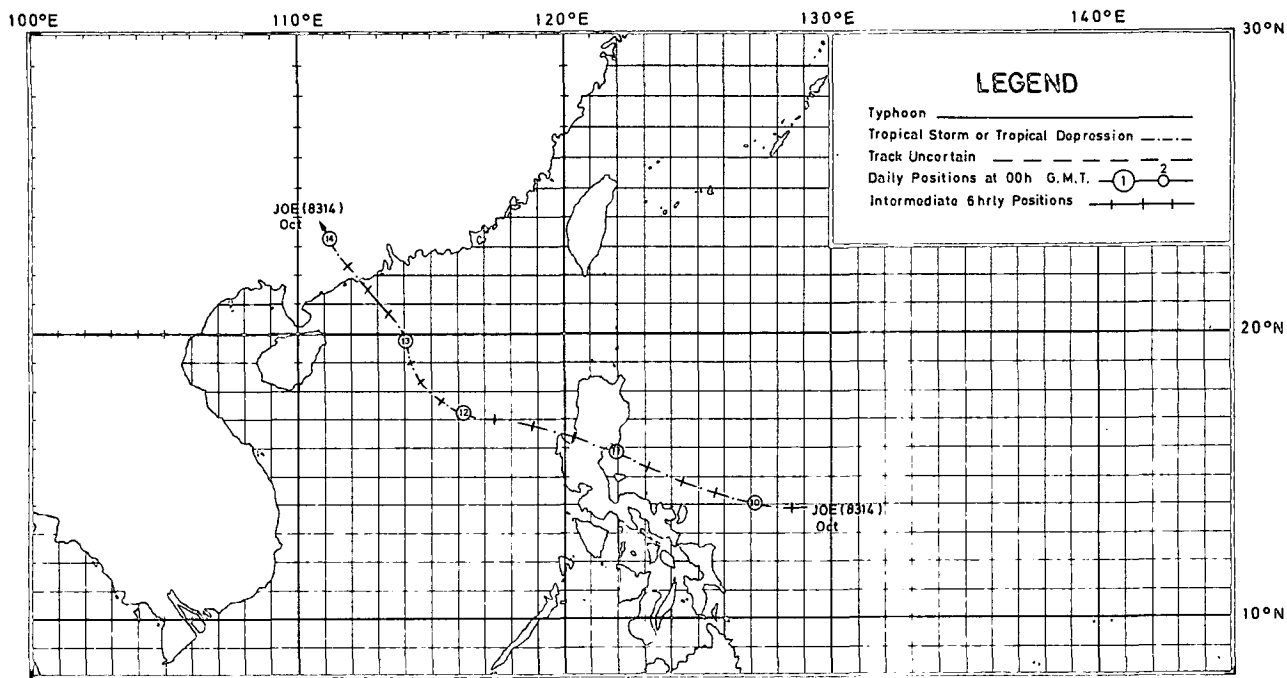 100°E 110°E 120°E 130°E 140°E
30°N
LEGEND
Typhoon
Tropical Storm or Tropical Depression
Track Uncertain
Daily Positions at 00h G.M.T. 1 2
Intermediate 6hrly Positions
JOE (8314)
Oct
14
20°N
13
12
11
10
JOE (8314)
Oct
10°N